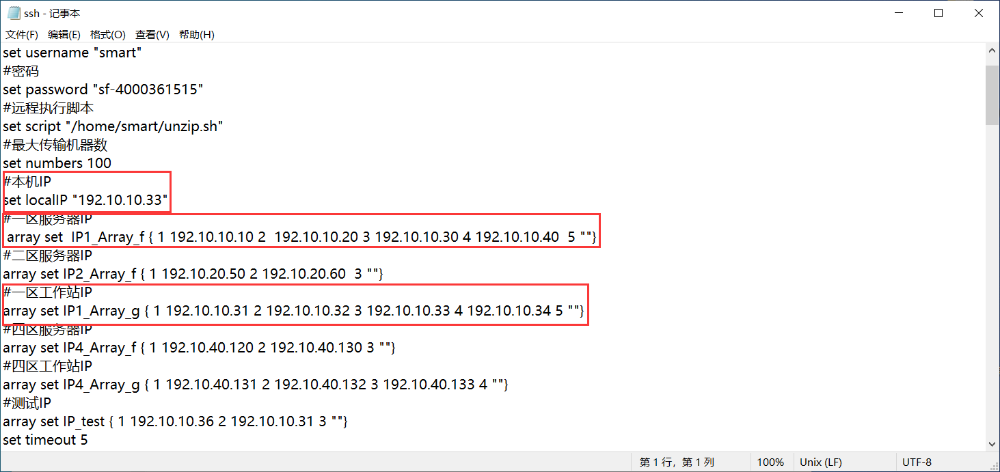 ssh - 记事本
文件(F) 编辑(E) 格式(O) 查看(V) 帮助(H)
set username "smart"
#密码
set password "sf-4000361515"
#远程执行脚本
set script "/home/smart/unzip.sh"
#最大传输机器数
set numbers 100
#本机IP
set localIP "192.10.10.33"
#一区服务器IP
array set  IP1_Array_f { 1 192.10.10.10 2  192.10.10.20 3 192.10.10.30 4 192.10.10.40  5 ""}
#二区服务器IP
array set IP2_Array_f { 1 192.10.20.50 2 192.10.20.60  3 ""}
#一区工作站IP
array set IP1_Array_g { 1 192.10.10.31 2 192.10.10.32 3 192.10.10.33 4 192.10.10.34 5 ""}
#四区服务器IP
array set IP4_Array_f { 1 192.10.40.120 2 192.10.40.130 3 ""}
#四区工作站IP
array set IP4_Array_g { 1 192.10.40.131 2 192.10.40.132 3 192.10.40.133 4 ""}
#测试IP
array set IP_test { 1 192.10.10.36 2 192.10.10.31 3 ""}
set timeout 5
第 1 行，第 1 列 100% Unix (LF) UTF-8